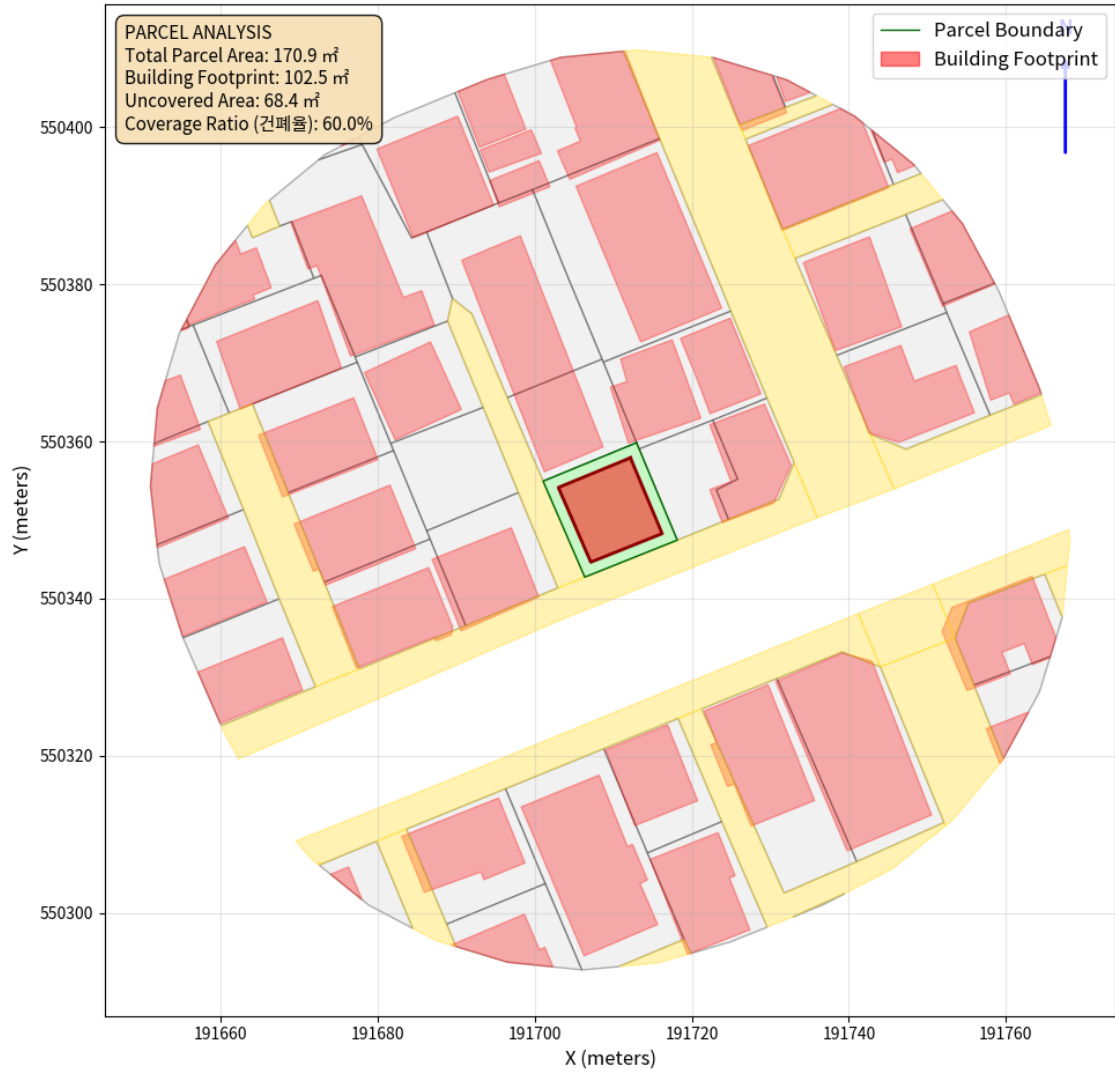 PARCEL ANALYSIS
Total Parcel Area: 170.9 ㎡
Building Footprint: 102.5 ㎡
Uncovered Area: 68.4 ㎡
Coverage Ratio (건폐율): 60.0%
N
Parcel Boundary
Building Footprint
550400
550380
550360
550340
550320
550300
Y (meters)
191660
191680
191700
191720
191740
191760
X (meters)